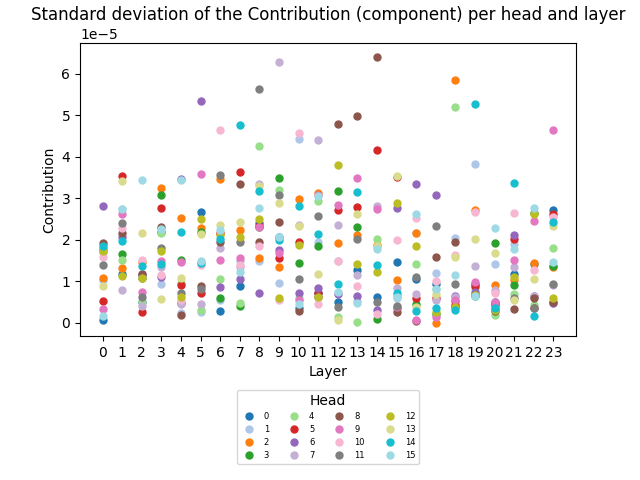 Standard deviation of the Contribution (component) per head and layer
1e−5
6
5
4
3
2
1
0
Contribution
0 1 2 3 4 5 6 7 8 9 10 11 12 13 14 15 16 17 18 19 20 21 22 23
Layer
Head
0 4 8 12
1 5 9 13
2 6 10 14
3 7 11 15